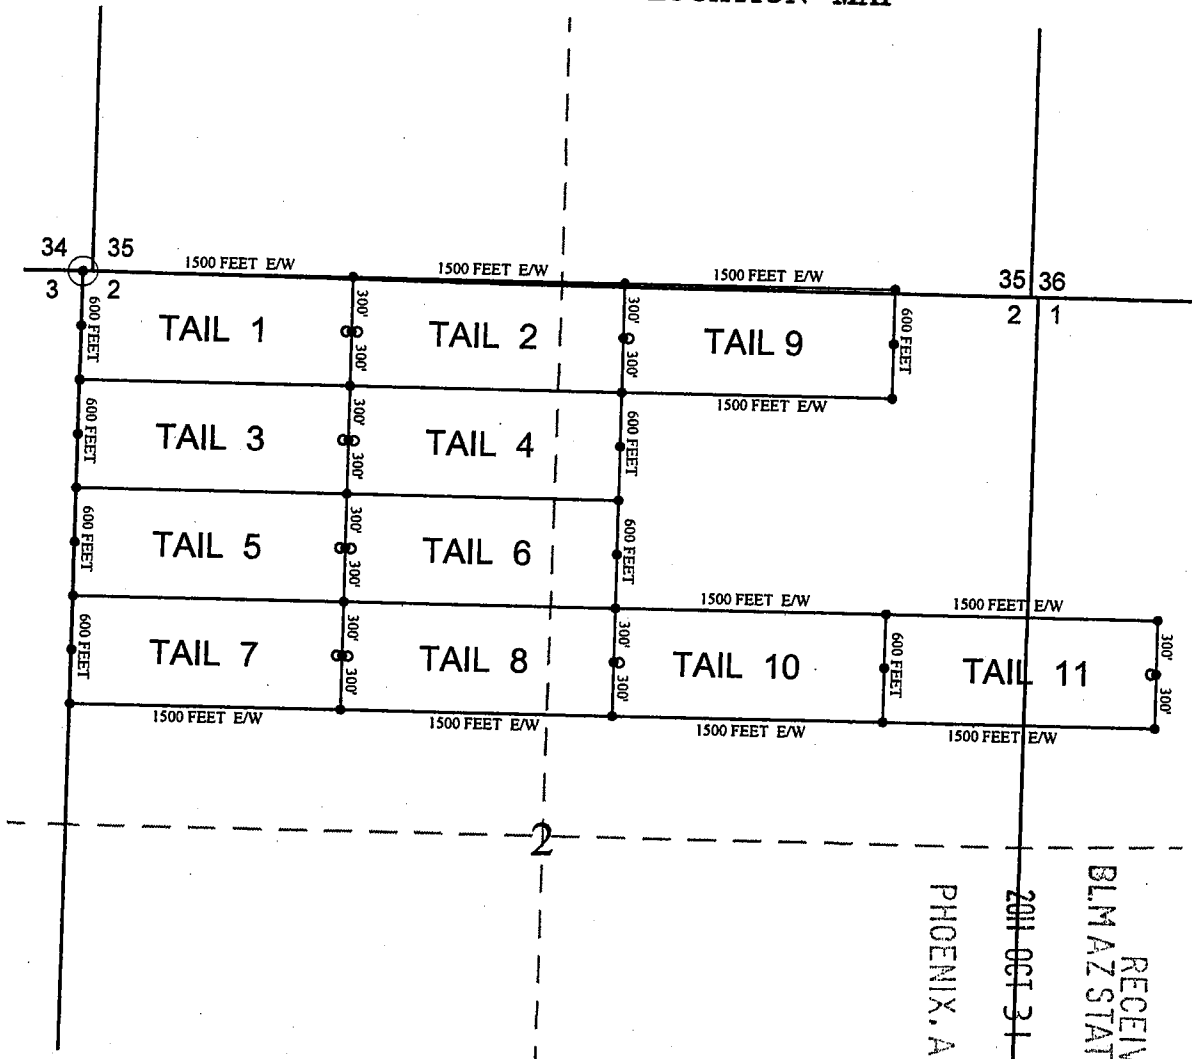 MAP
34 35
1500 FEET E/W 1500 FEET E/W 1500 FEET E/W
35 36
3 2
2 1
600 FEET
TAIL 1
300'
300'
TAIL 2
300'
300'
TAIL 9
600 FEET
1500 FEET E/W
600 FEET
TAIL 3
300'
300'
TAIL 4
600 FEET
600 FEET
TAIL 5
300'
300'
TAIL 6
600 FEET
1500 FEET E/W 1500 FEET E/W
600 FEET
TAIL 7
300'
300'
TAIL 8
300'
300'
TAIL 10
600 FEET
TAIL 11
300'
300'
1500 FEET E/W 1500 FEET E/W 1500 FEET E/W 1500 FEET E/W
2
RECEIV
BLM AZ STAT
2011 OCT 31
PHOENIX, A